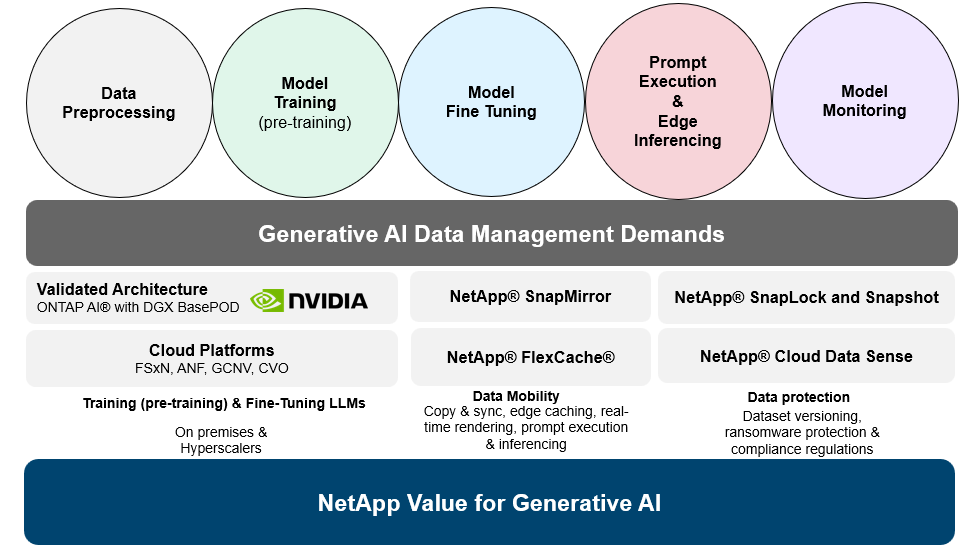 Data
Preprocessing
Model
Training
(pre-training)
Model
Fine Tuning
Prompt
Execution
&
Edge
Inferencing
Model
Monitoring
Generative AI Data Management Demands
Validated Architecture
ONTAP AI® with DGX BasePOD
NVIDIA
NetApp® SnapMirror
NetApp® SnapLock and Snapshot
Cloud Platforms
FSxN, ANF, GCNV, CVO
NetApp® FlexCache®
NetApp® Cloud Data Sense
Training (pre-training) & Fine-Tuning LLMs
On premises &
Hyperscalers
Data Mobility
Copy & sync, edge caching, real-
time rendering, prompt execution
& inferencing
Data protection
Dataset versioning,
ransomware protection &
compliance regulations
NetApp Value for Generative AI